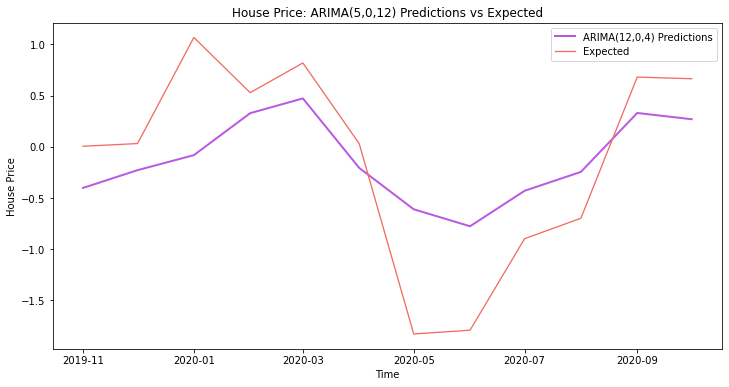 House Price: ARIMA(5,0,12) Predictions vs Expected
ARIMA(12,0,4) Predictions
Expected
House Price
1.0
0.5
0.0
−0.5
−1.0
−1.5
2019-11
2020-01
2020-03
2020-05
2020-07
2020-09
Time